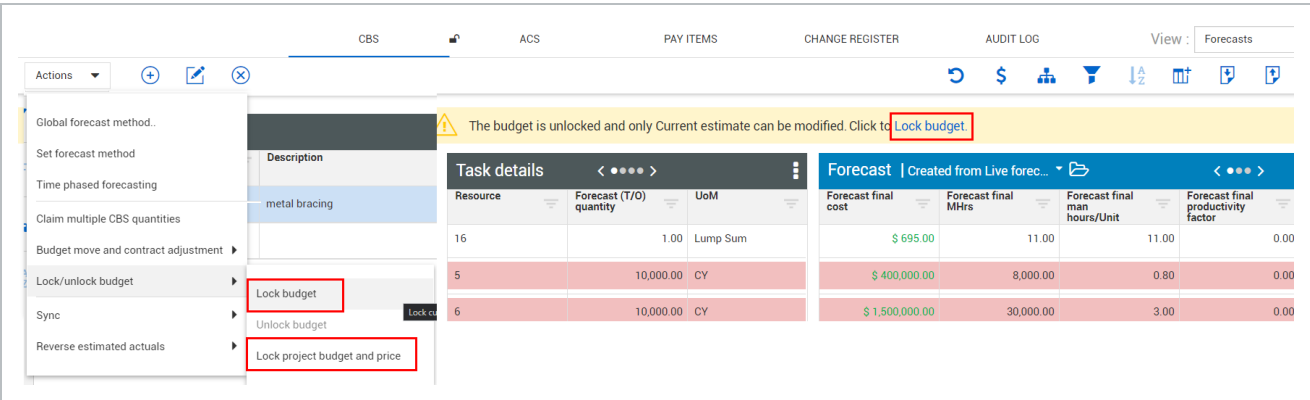 CBS
ACS
PAY ITEMS
CHANGE REGISTER
AUDIT LOG
View :
Forecasts
Actions
Global forecast method..
Set forecast method
Time phased forecasting
Claim multiple CBS quantities
Budget move and contract adjustment
Lock/unlock budget
Sync
Reverse estimated actuals
Lock budget
Unlock budget
Lock project budget and price
Lock cu
Description
metal bracing
The budget is unlocked and only Current estimate can be modified. Click to Lock budget.
Task details
Resource
Forecast (T/O)
quantity
UoM
16
1.00
Lump Sum
5
10,000.00
CY
6
10,000.00
CY
Forecast | Created from Live forec...
Forecast final
cost
Forecast final
MHrs
Forecast final
man
hours/Unit
Forecast final
productivity
factor
$ 695.00
11.00
11.00
0.00
$ 400,000.00
8,000.00
0.80
0.00
$ 1,500,000.00
30,000.00
3.00
0.00